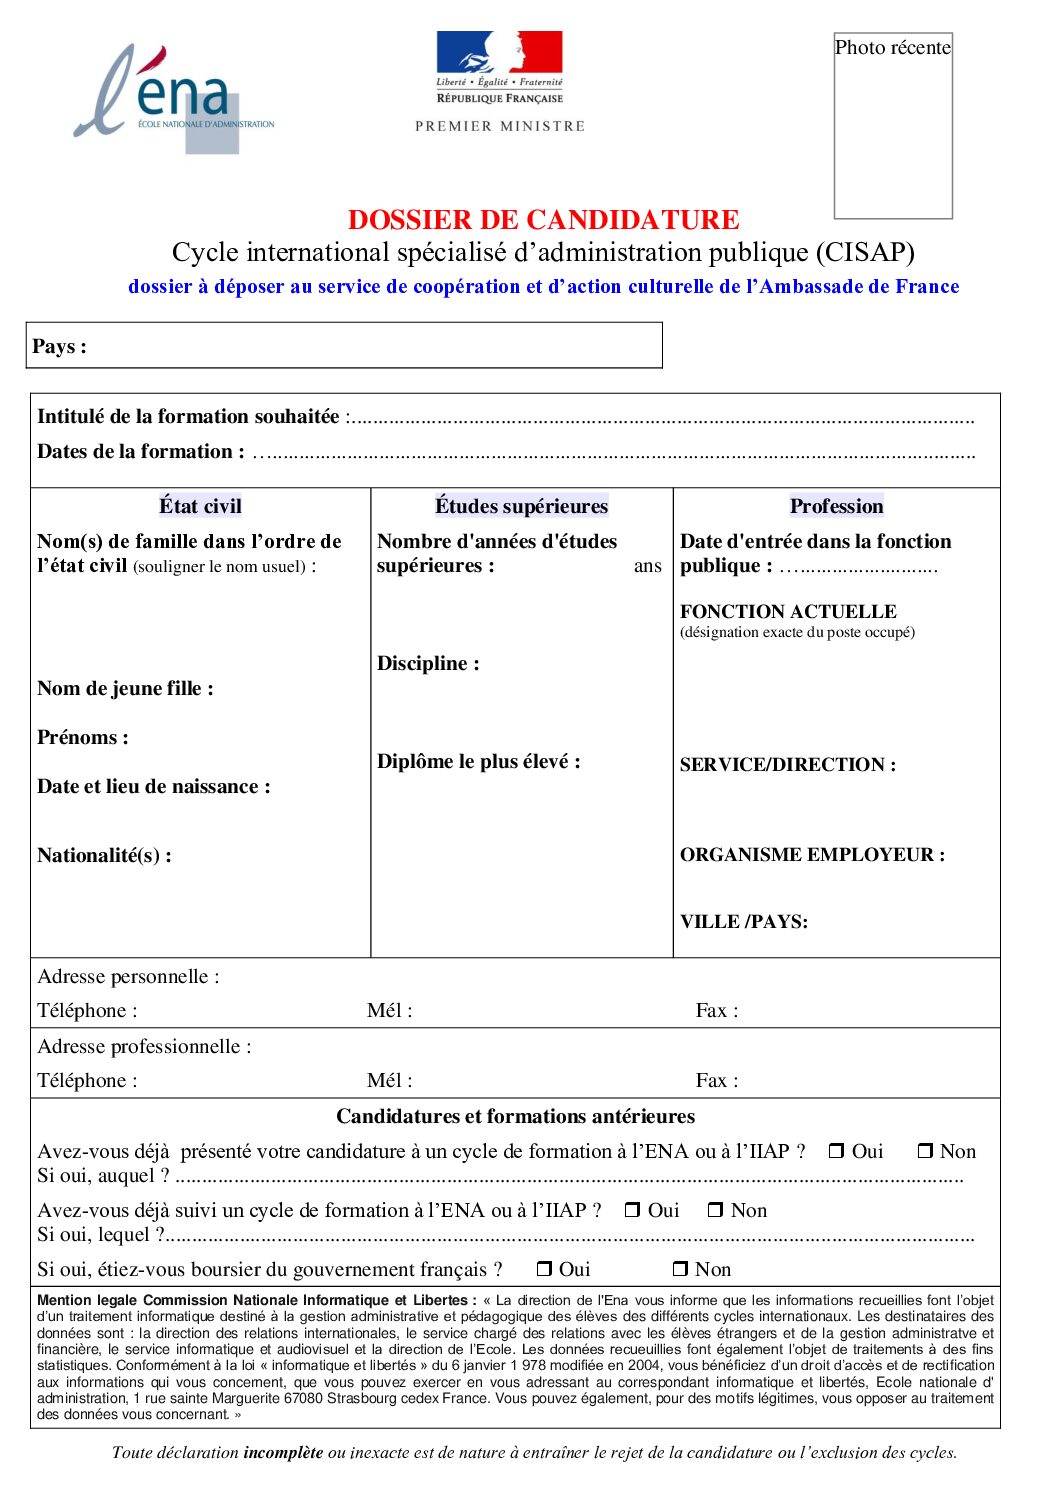 l'éna
ÉCOLE NATIONALE D'ADMINISTRATION
Liberté • Égalité • Fraternité
RÉPUBLIQUE FRANÇAISE
PREMIER MINISTRE
Photo récente
DOSSIER DE CANDIDATURE
Cycle international spécialisé d’administration publique (CISAP)
dossier à déposer au service de coopération et d’action culturelle de l’Ambassade de France
Pays :
Intitulé de la formation souhaitée :.....................................................................................................................
Dates de la formation : …...................................................................................................................................
État civil
Nom(s) de famille dans l’ordre de
l’état civil (souligner le nom usuel) :
Nom de jeune fille :
Prénoms :
Date et lieu de naissance :
Nationalité(s) :
Études supérieures
Nombre d'années d'études
supérieures : ans
Discipline :
Diplôme le plus élevé :
Profession
Date d'entrée dans la fonction
publique : …..........................
FONCTION ACTUELLE
(désignation exacte du poste occupé)
SERVICE/DIRECTION :
ORGANISME EMPLOYEUR :
VILLE /PAYS:
Adresse personnelle :
Téléphone : Mél : Fax :
Adresse professionnelle :
Téléphone : Mél : Fax :
Candidatures et formations antérieures
Avez-vous déjà présenté votre candidature à un cycle de formation à l’ENA ou à l’IIAP ? ❒ Oui ❒ Non
Si oui, auquel ? ....................................................................................................................................................
Avez-vous déjà suivi un cycle de formation à l’ENA ou à l’IIAP ? ❒ Oui ❒ Non
Si oui, lequel ?........................................................................................................................................................
Si oui, étiez-vous boursier du gouvernement français ? ❒ Oui ❒ Non
Mention legale Commission Nationale Informatique et Libertes : « La direction de l'Ena vous informe que les informations recueillies font l’objet
d’un traitement informatique destiné à la gestion administrative et pédagogique des élèves des différents cycles internationaux. Les destinataires des
données sont : la direction des relations internationales, le service chargé des relations avec les élèves étrangers et de la gestion administratve et
financière, le service informatique et audiovisuel et la direction de l’Ecole. Les données recueuillies font également l’objet de traitements à des fins
statistiques. Conformément à la loi « informatique et libertés » du 6 janvier 1 978 modifiée en 2004, vous bénéficiez d’un droit d’accès et de rectification
aux informations qui vous concernent, que vous pouvez exercer en vous adressant au correspondant informatique et libertés, Ecole nationale d'
administration, 1 rue sainte Marguerite 67080 Strasbourg cedex France. Vous pouvez également, pour des motifs légitimes, vous opposer au traitement
des données vous concernant. »
Toute déclaration incomplète ou inexacte est de nature à entraîner le rejet de la candidature ou l’exclusion des cycles.